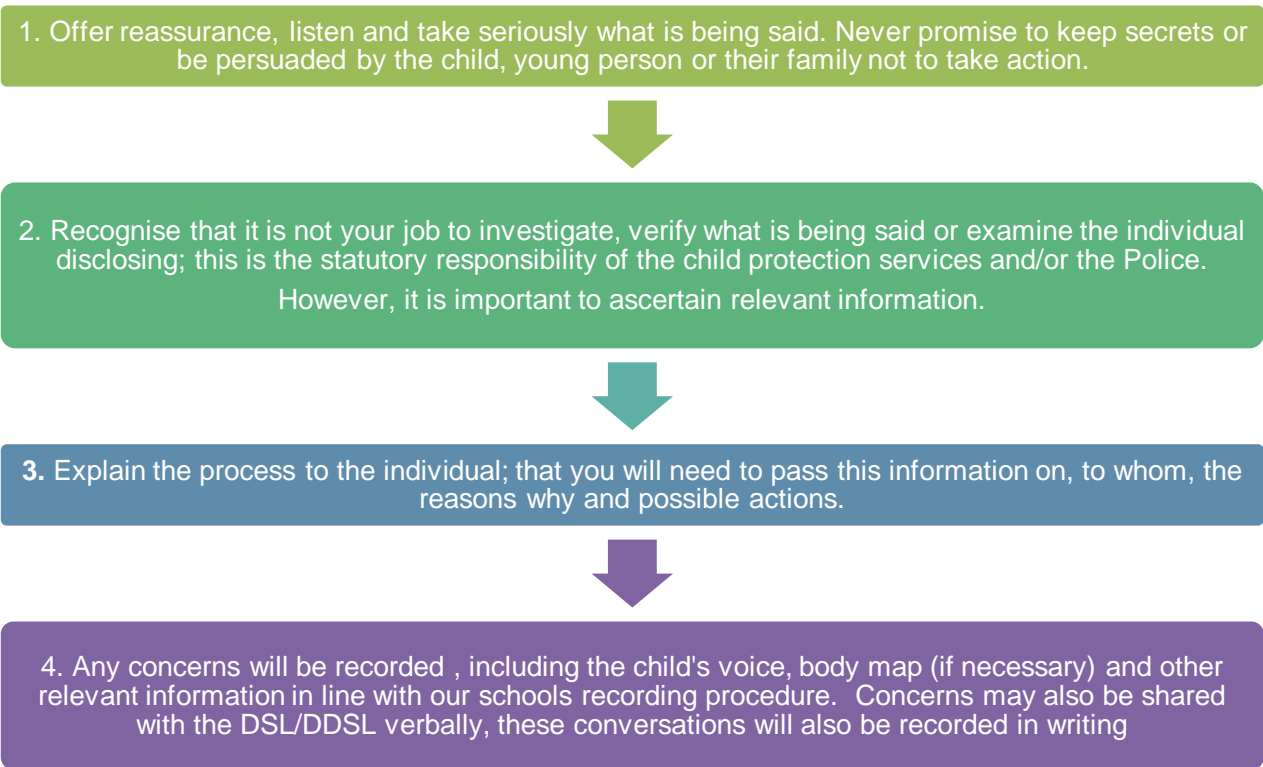 1. Offer reassurance, listen and take seriously what is being said. Never promise to keep secrets or
be persuaded by the child, young person or their family not to take action.
2. Recognise that it is not your job to investigate, verify what is being said or examine the individual
disclosing; this is the statutory responsibility of the child protection services and/or the Police.
However, it is important to ascertain relevant information.
3. Explain the process to the individual; that you will need to pass this information on, to whom, the
reasons why and possible actions.
4. Any concerns will be recorded , including the child's voice, body map (if necessary) and other
relevant information in line with our schools recording procedure.  Concerns may also be shared
with the DSL/DDSL verbally, these conversations will also be recorded in writing